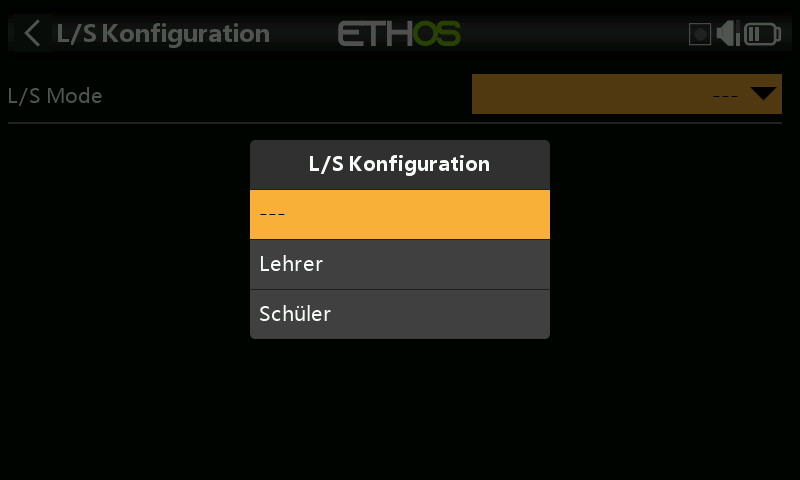 L/S Konfiguration
ETHOS
L/S Mode
---
L/S Konfiguration
---
Lehrer
Schüler